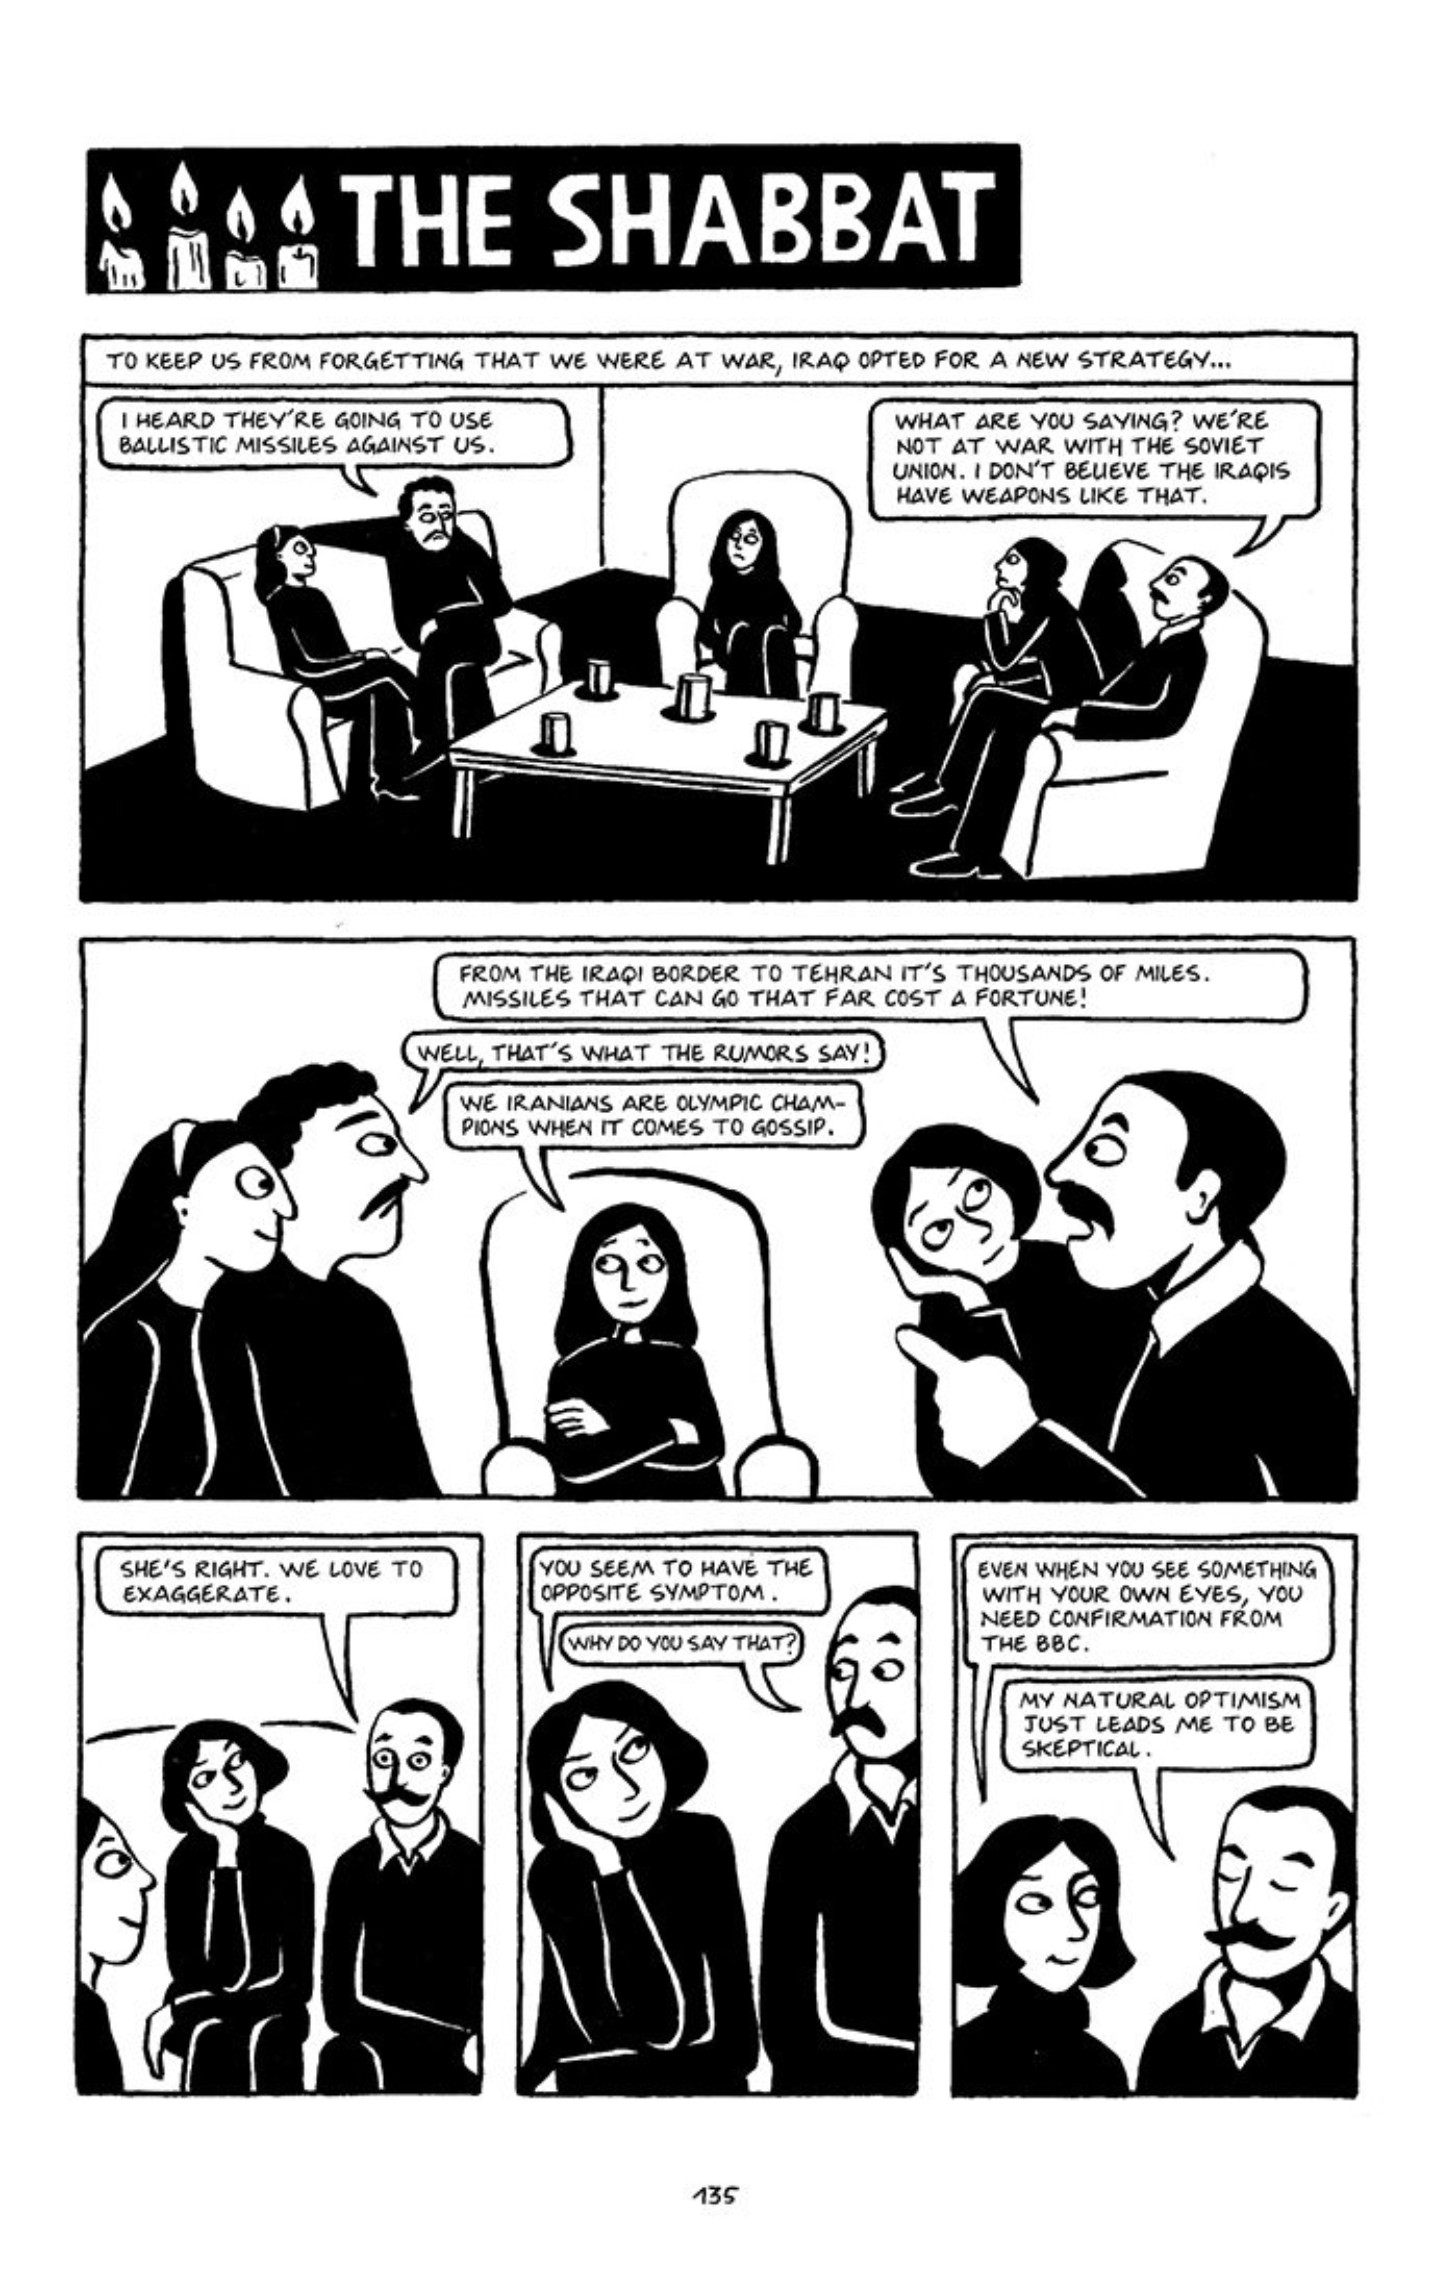 THE SHABBAT
TO KEEP US FROM FORGETTING THAT WE WERE AT WAR, IRAQ OPTED FOR A NEW STRATEGY...
I HEARD THEY'RE GOING TO USE
BALLISTIC MISSILES AGAINST US.
WHAT ARE YOU SAYING? WE'RE
NOT AT WAR WITH THE SOVIET
UNION. I DON'T BELIEVE THE IRAQIS
HAVE WEAPONS LIKE THAT.
FROM THE IRAQI BORDER TO TEHRAN IT'S THOUSANDS OF MILES.
MISSILES THAT CAN GO THAT FAR COST A FORTUNE!
WELL, THAT'S WHAT THE RUMORS SAY!
WE IRANIANS ARE OLYMPIC CHAM-
PIONS WHEN IT COMES TO GOSSIP.
SHE'S RIGHT. WE LOVE TO
EXAGGERATE.
YOU SEEM TO HAVE THE
OPPOSITE SYMPTOM.
WHY DO YOU SAY THAT?
EVEN WHEN YOU SEE SOMETHING
WITH YOUR OWN EYES, YOU
NEED CONFIRMATION FROM
THE BBC.
MY NATURAL OPTIMISM
JUST LEADS ME TO BE
SKEPTICAL.
135